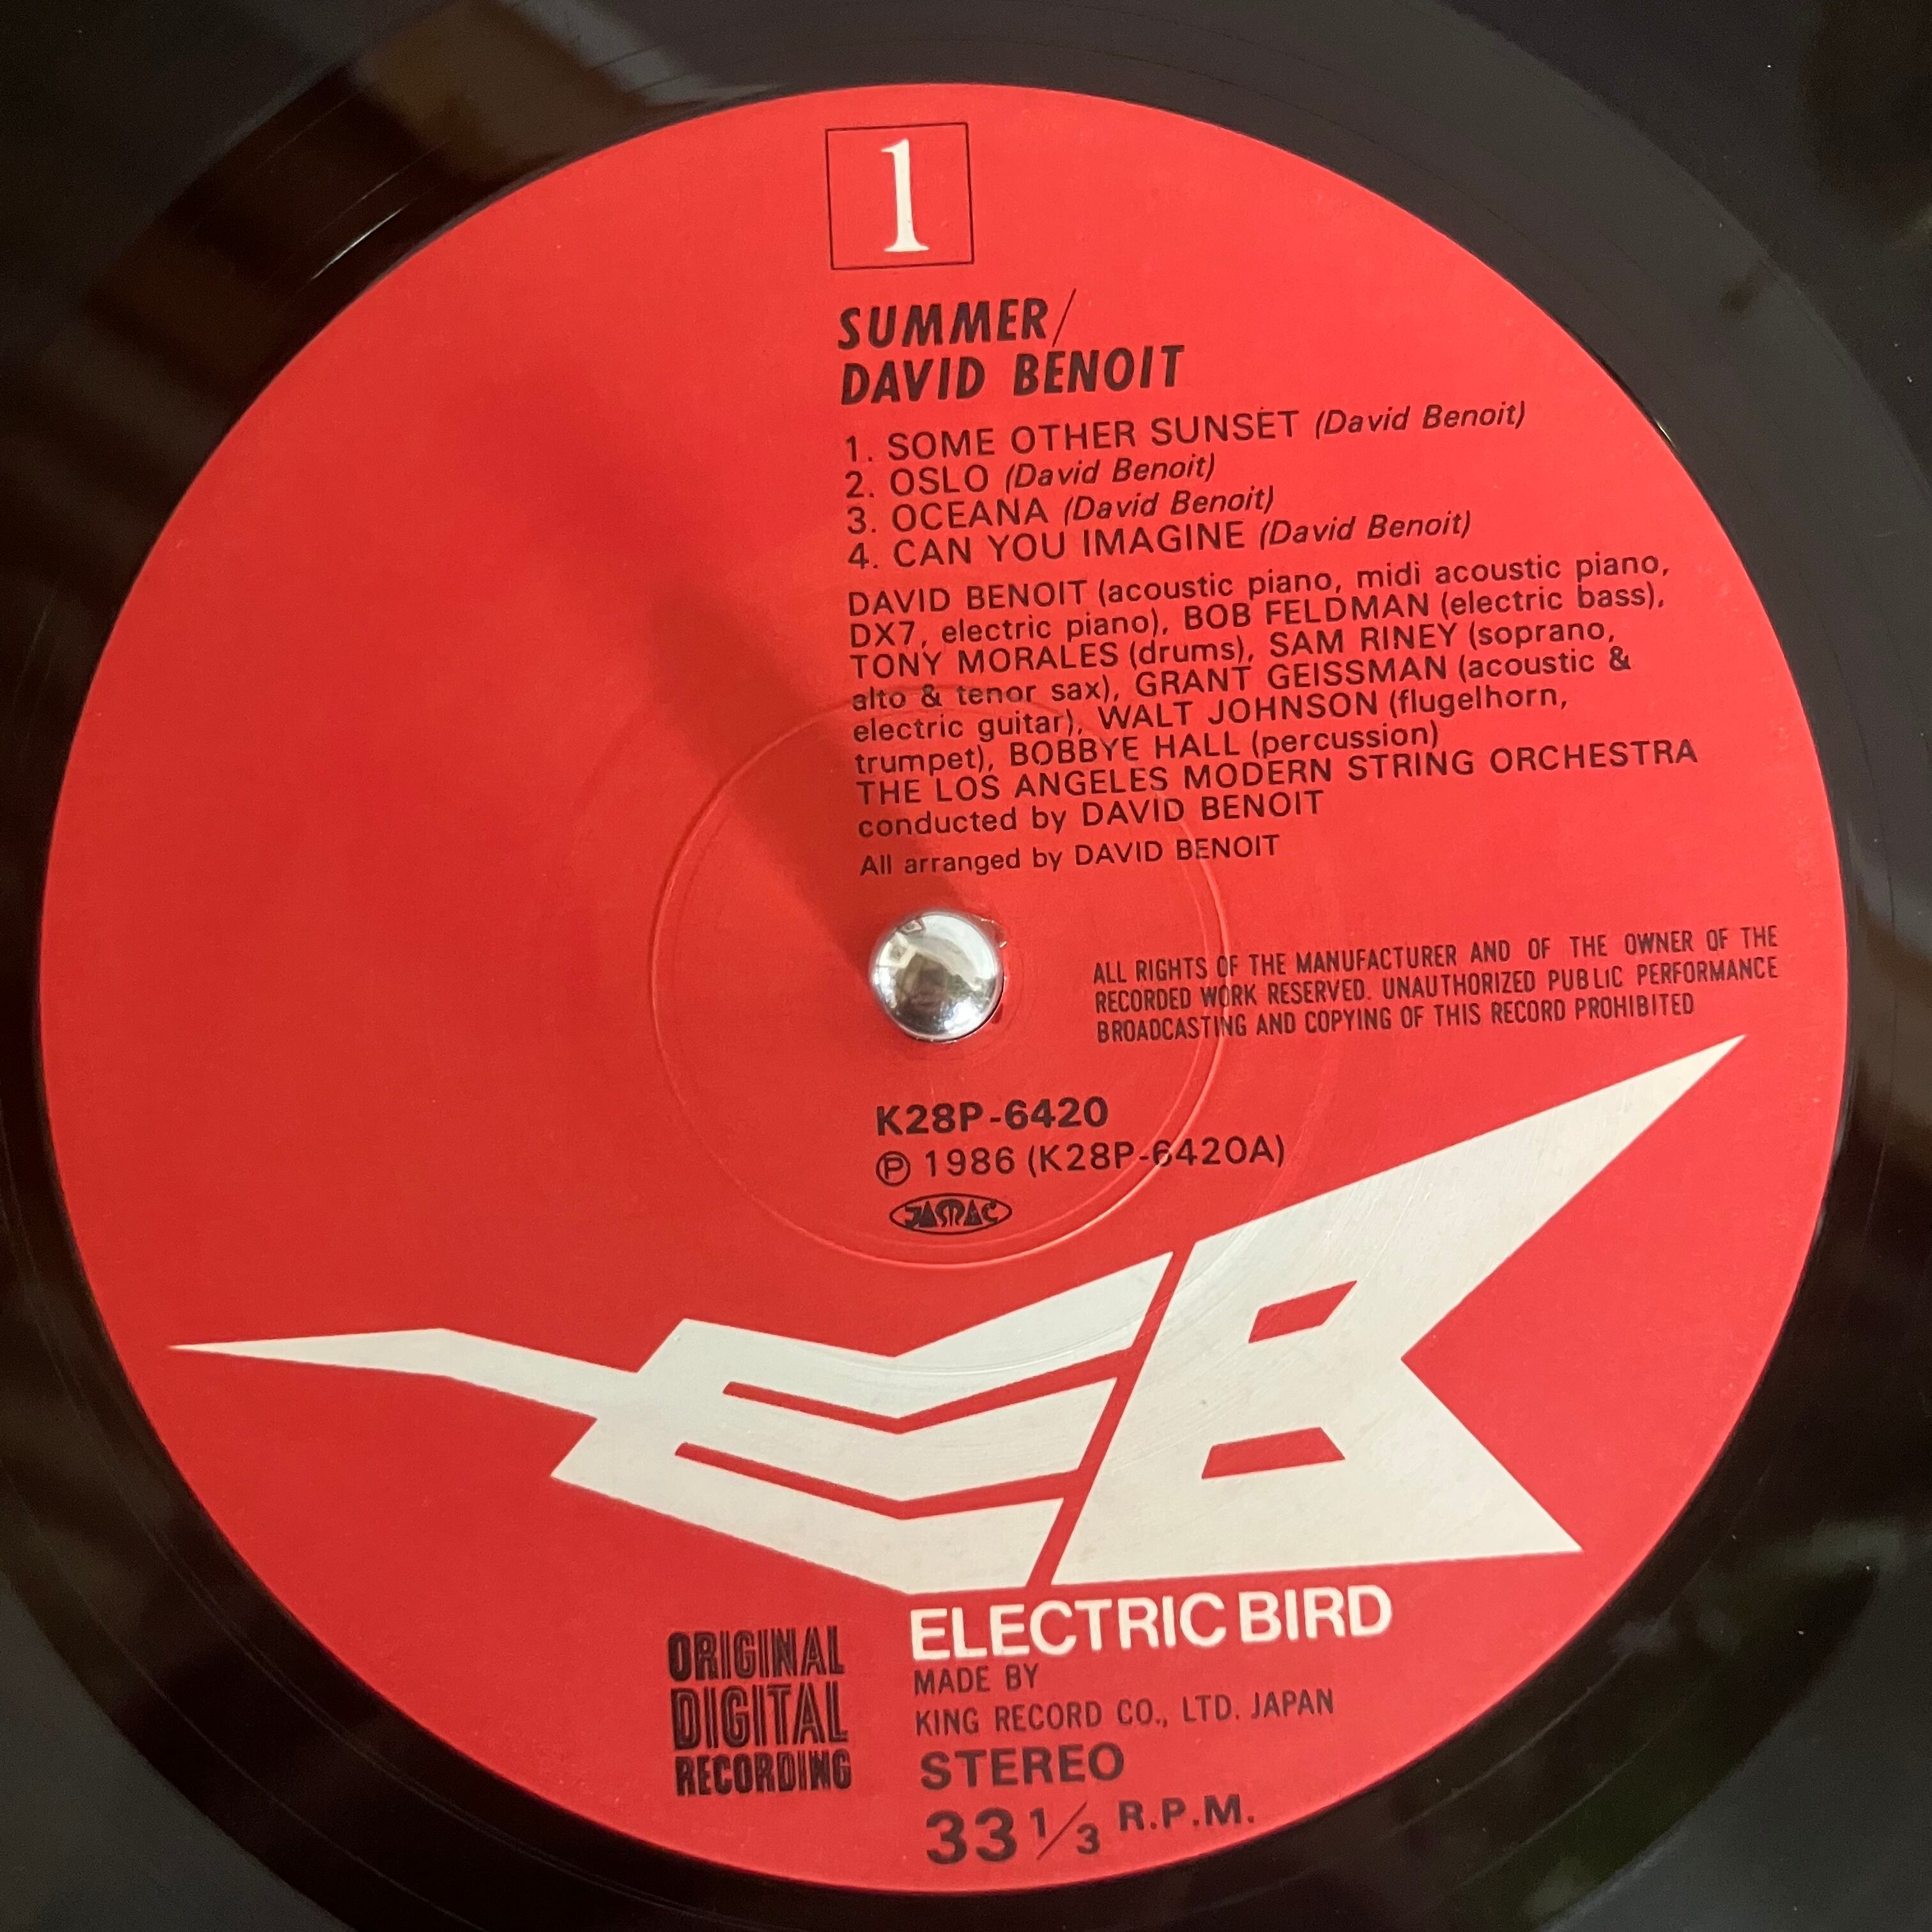 1
SUMMER/
DAVID BENOIT
1. SOME OTHER SUNSET (David Benoit)
2. OSLO (David Benoit)
3. OCEANA (David Benoit)
4. CAN YOU IMAGINE (David Benoit)
DAVID BENOIT (acoustic piano, midi acoustic piano,
DX7, electric piano), BOB FELDMAN (electric bass),
TONY MORALES (drums), SAM RINEY (soprano,
alto & tenor sax), GRANT GEISSMAN (acoustic &
electric guitar), WALT JOHNSON (flugelhorn,
trumpet), BOBBYE HALL (percussion)
THE LOS ANGELES MODERN STRING ORCHESTRA
conducted by DAVID BENOIT
All arranged by DAVID BENOIT
ALL RIGHTS OF THE MANUFACTURER AND OF THE OWNER OF THE
RECORDED WORK RESERVED. UNAUTHORIZED PUBLIC PERFORMANCE
BROADCASTING AND COPYING OF THIS RECORD PROHIBITED
K28P-6420
℗ 1986 (K28P-6420A)
JASRAC
EB
ELECTRIC BIRD
ORIGINAL
DIGITAL
RECORDING
MADE BY
KING RECORD CO., LTD. JAPAN
STEREO
33 1/3 R.P.M.